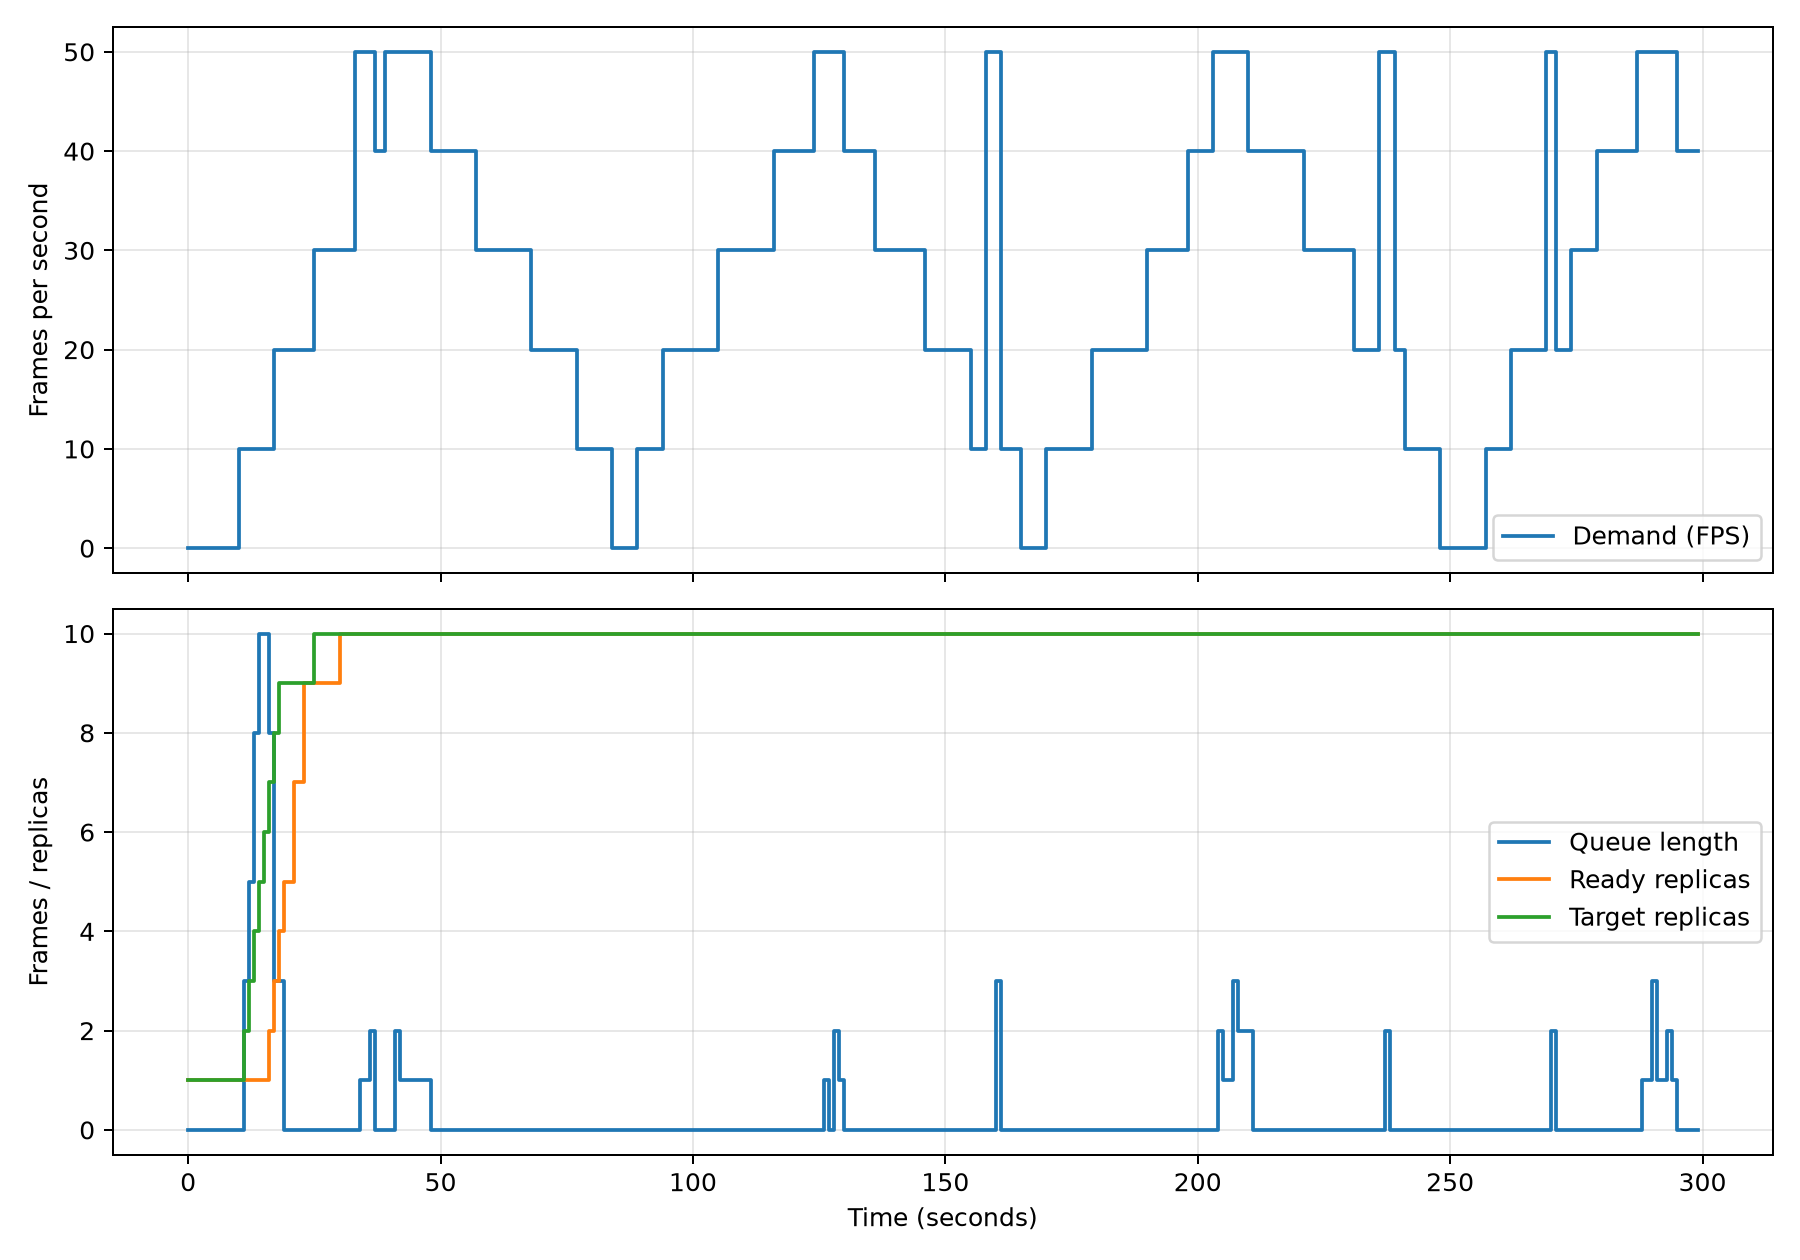 50
40
30
20
10
0
Frames per second
Demand (FPS)
10
8
6
4
2
0
Frames / replicas
Queue length
Ready replicas
Target replicas
0 50 100 150 200 250 300
Time (seconds)